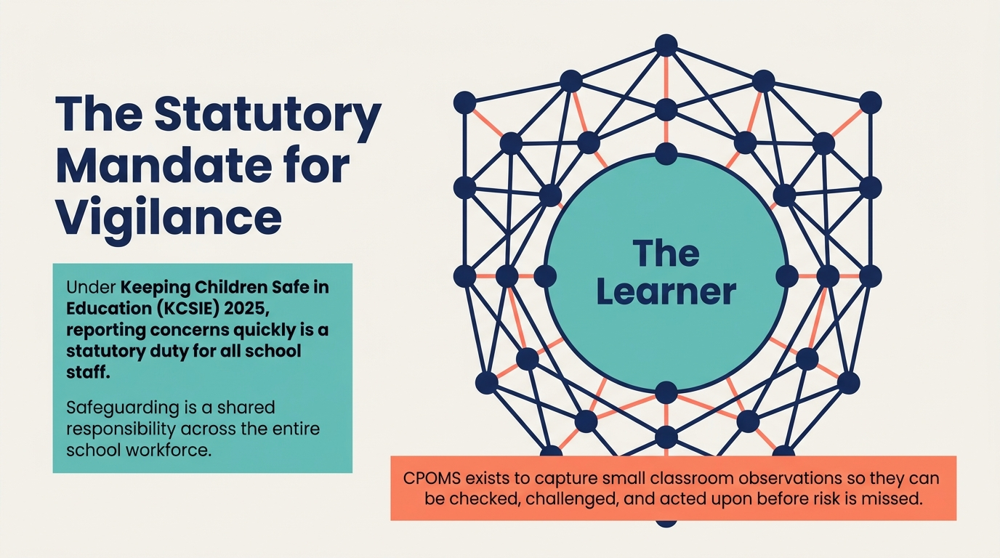 The Statutory
Mandate for
Vigilance
Under Keeping Children Safe in
Education (KCSIE) 2025,
reporting concerns quickly is a
statutory duty for all school
staff.
Safeguarding is a shared
responsibility across the entire
school workforce.
The
Learner
CPOMS exists to capture small classroom observations so they can
be checked, challenged, and acted upon before risk is missed.